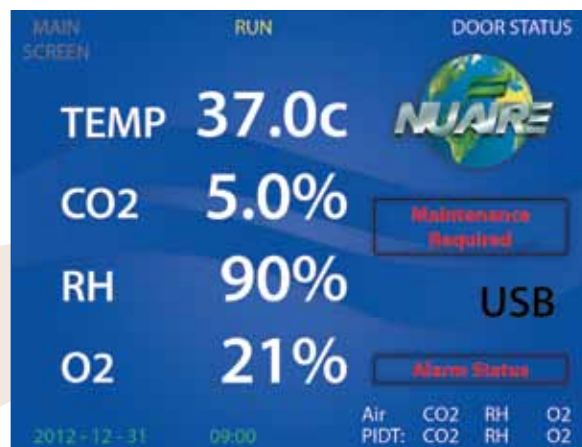 MAIN
SCREEN
RUN
DOOR STATUS
NUAIRE
TEMP 37.0c
CO2 5.0%
Maintenance
Required
RH 90%
USB
O2 21%
Alarm Status
Air CO2 RH O2
2012 - 12 - 31 09:00 PIDT: CO2 RH O2